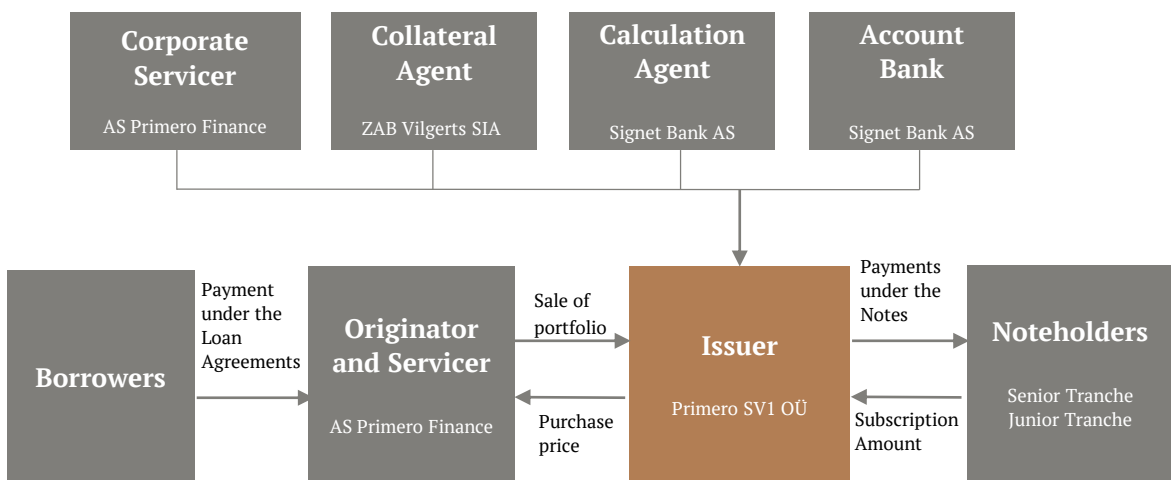 Corporate
Servicer
AS Primero Finance
Collateral
Agent
ZAB Vilgerts SIA
Calculation
Agent
Signet Bank AS
Account
Bank
Signet Bank AS
Borrowers
Payment
under the
Loan
Agreements
Originator
and Servicer
AS Primero Finance
Sale of
portfolio
Purchase
price
Issuer
Primero SV1 OÜ
Payments
under the
Notes
Subscription
Amount
Noteholders
Senior Tranche
Junior Tranche